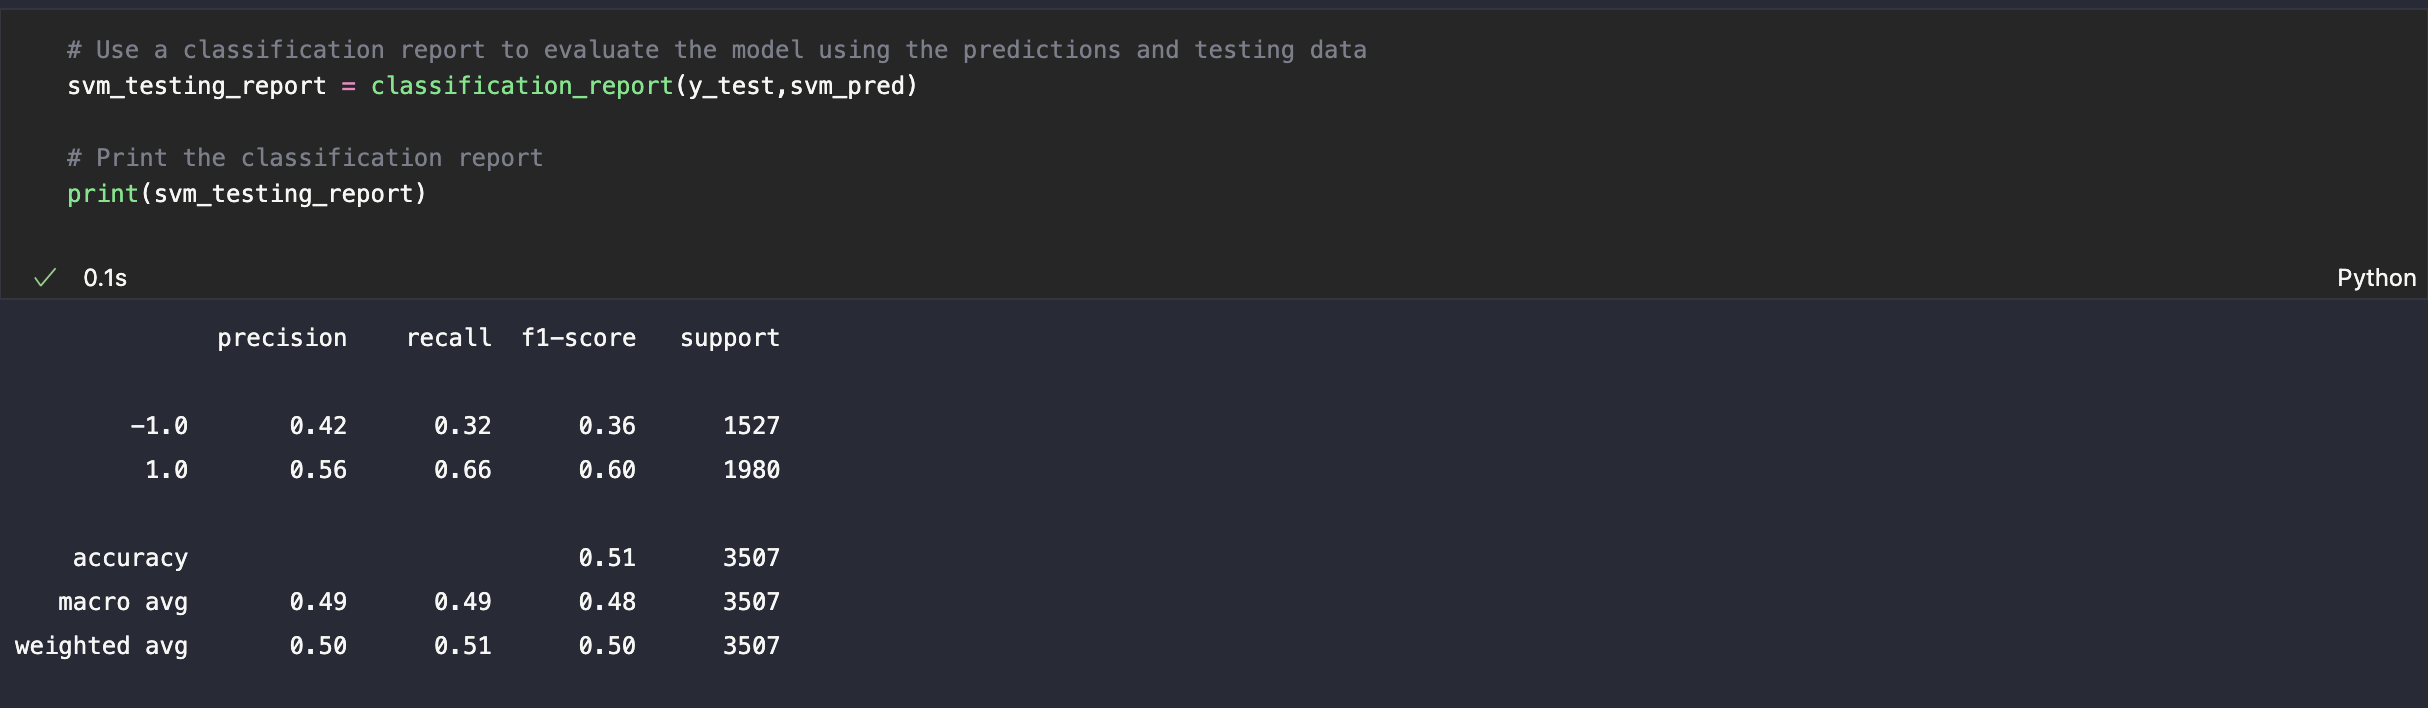 # Use a classification report to evaluate the model using the predictions and testing data
svm_testing_report = classification_report(y_test,svm_pred)
# Print the classification report
print(svm_testing_report)
0.1s
Python
precision recall f1-score support
-1.0 0.42 0.32 0.36 1527
1.0 0.56 0.66 0.60 1980
accuracy 0.51 3507
macro avg 0.49 0.49 0.48 3507
weighted avg 0.50 0.51 0.50 3507